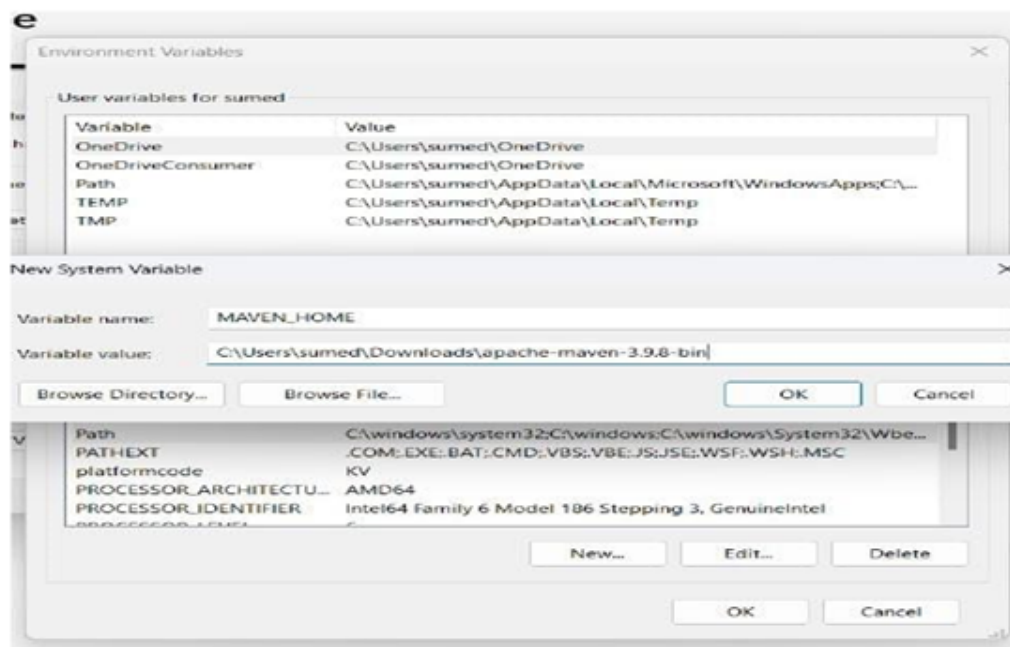 e
Environment Variables
User variables for sumed
Variable Value
OneDrive C:\Users\sumed\OneDrive
OneDriveConsumer C:\Users\sumed\OneDrive
Path C:\Users\sumed\AppData\Local\Microsoft\WindowsApps;C:\...
TEMP C:\Users\sumed\AppData\Local\Temp
TMP C:\Users\sumed\AppData\Local\Temp
New System Variable
Variable name: MAVEN_HOME
Variable value: C:\Users\sumed\Downloads\apache-maven-3.9.8-bin
Browse Directory... Browse File... OK Cancel
Path C:\windows\system32;C:\windows;C:\windows\System32\Wbe...
PATHEXT .COM;.EXE;.BAT;.CMD;.VBS;.VBE;.JS;.JSE;.WSF;.WSH;.MSC
platformcode KV
PROCESSOR_ARCHITECTU... AMD64
PROCESSOR_IDENTIFIER Intel64 Family 6 Model 186 Stepping 3, GenuineIntel
New... Edit... Delete
OK Cancel